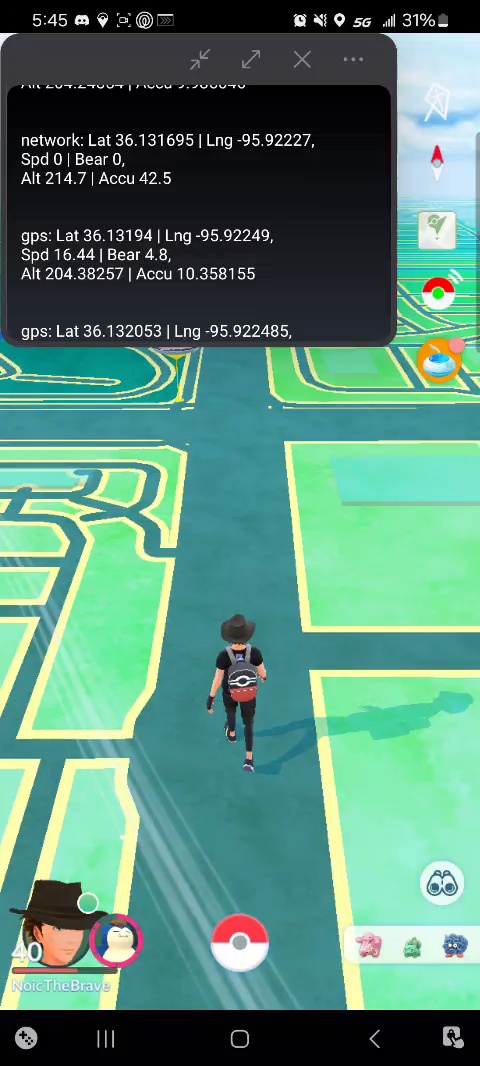 5:45
5G
31%
network: Lat 36.131695 | Lng -95.92227,
Spd 0 | Bear 0,
Alt 214.7 | Accu 42.5
gps: Lat 36.13194 | Lng -95.92249,
Spd 16.44 | Bear 4.8,
Alt 204.38257 | Accu 10.358155
gps: Lat 36.132053 | Lng -95.922485,
40
NoicTheBrave